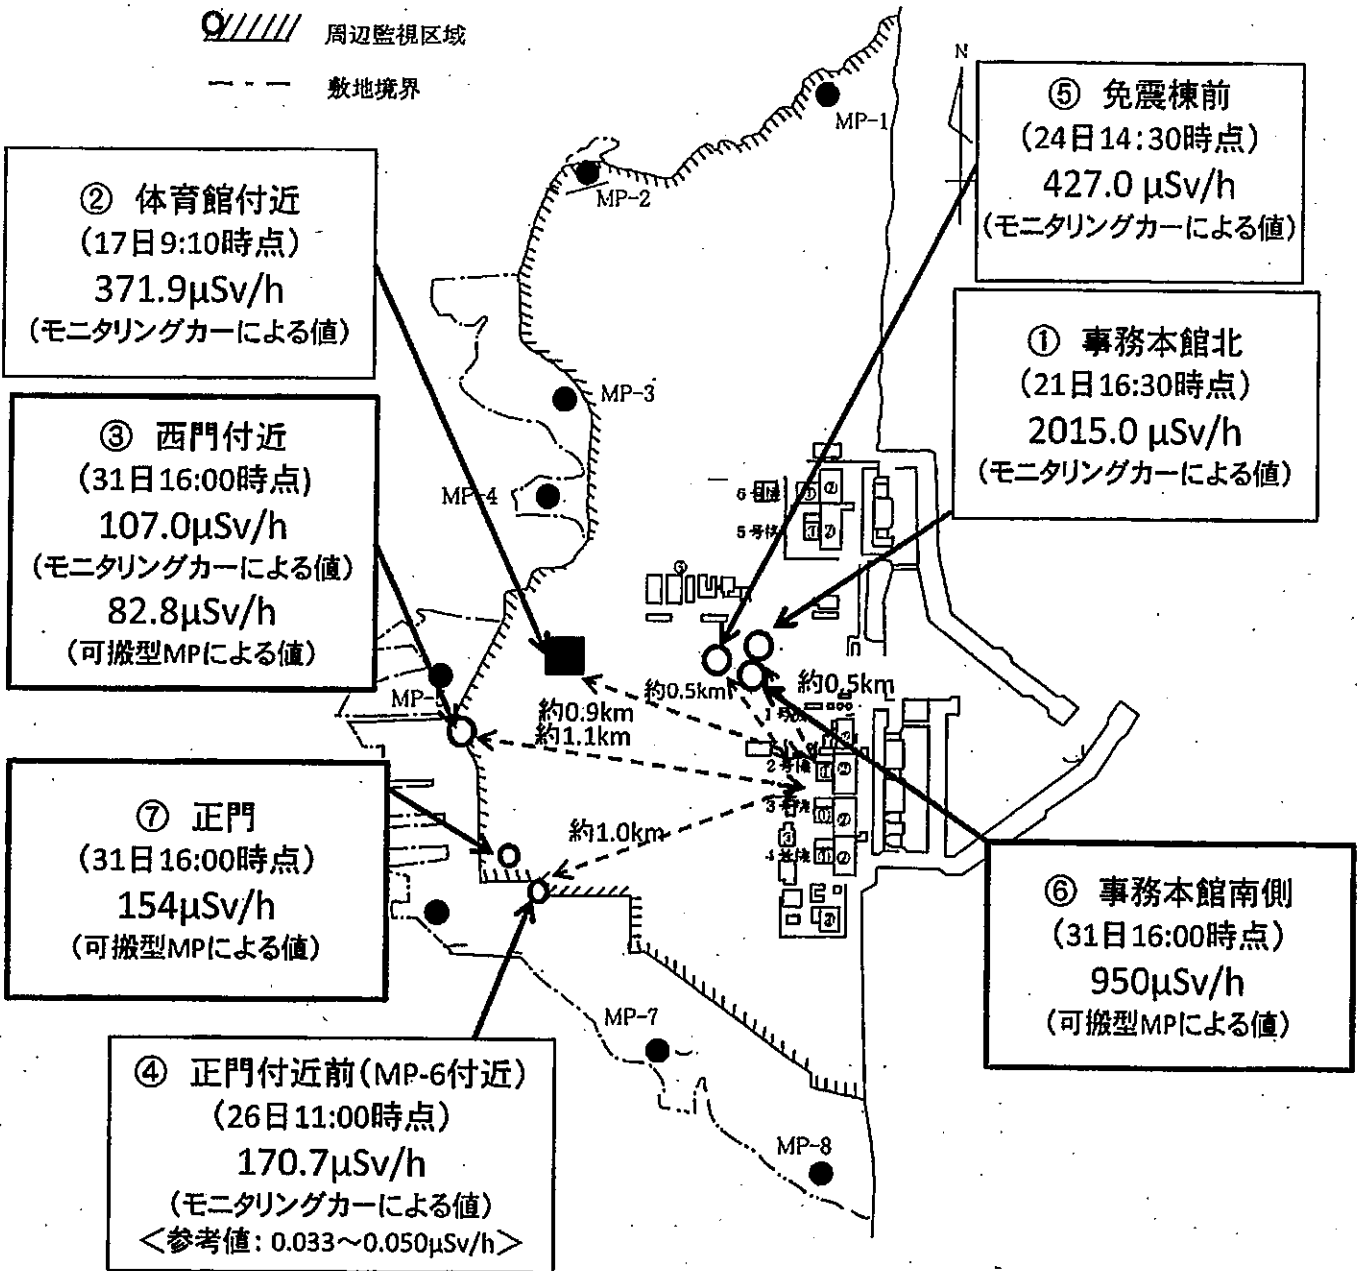 周辺監視区域
敷地境界
N
MP-1
MP-2
MP-3
MP-4
MP-
MP-7
MP-8
⑤ 免震棟前
(24日14:30時点)
427.0 μSv/h
(モニタリングカーによる値)
② 体育館付近
(17日9:10時点)
371.9μSv/h
(モニタリングカーによる値)
① 事務本館北
(21日16:30時点)
2015.0 μSv/h
(モニタリングカーによる値)
③ 西門付近
(31日16:00時点)
107.0μSv/h
(モニタリングカーによる値)
82.8μSv/h
(可搬型MPによる値)
6号機
5号機
約0.5km
約0.5km
約0.9km
約1.1km
1号機
2号機
3号機
4号機
約1.0km
⑦ 正門
(31日16:00時点)
154μSv/h
(可搬型MPによる値)
⑥ 事務本館南側
(31日16:00時点)
950μSv/h
(可搬型MPによる値)
④ 正門付近前(MP-6付近)
(26日11:00時点)
170.7μSv/h
(モニタリングカーによる値)
<参考値: 0.033~0.050μSv/h>